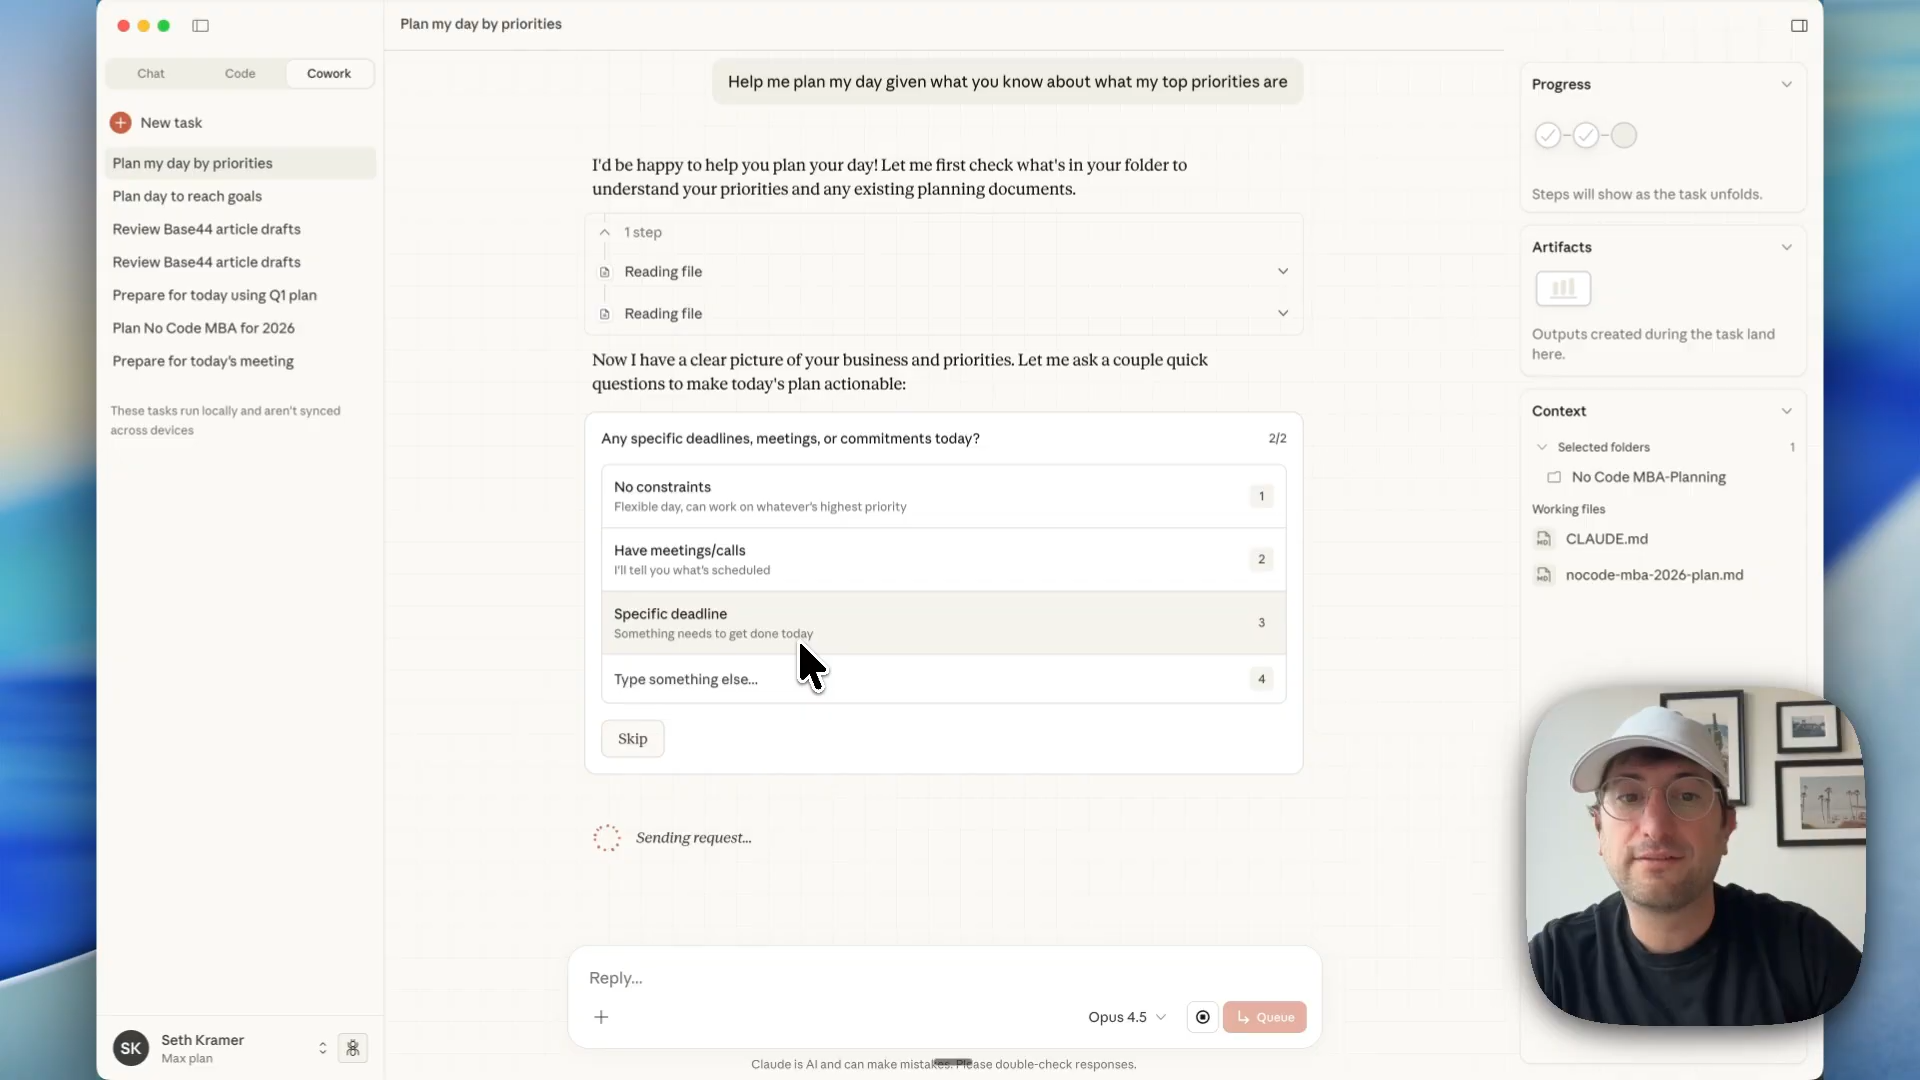 Plan my day by priorities
Chat
Code
Cowork
New task
Plan my day by priorities
Plan day to reach goals
Review Base44 article drafts
Review Base44 article drafts
Prepare for today using Q1 plan
Plan No Code MBA for 2026
Prepare for today's meeting
These tasks run locally and aren't synced
across devices
SK
Seth Kramer
Max plan
Help me plan my day given what you know about what my top priorities are
I'd be happy to help you plan your day! Let me first check what's in your folder to
understand your priorities and any existing planning documents.
1 step
Reading file
Reading file
Now I have a clear picture of your business and priorities. Let me ask a couple quick
questions to make today's plan actionable:
Any specific deadlines, meetings, or commitments today?
2/2
No constraints
Flexible day, can work on whatever's highest priority
1
Have meetings/calls
I'll tell you what's scheduled
2
Specific deadline
Something needs to get done today
3
Type something else...
4
Skip
Sending request...
Reply...
Opus 4.5
Queue
Claude is AI and can make mistakes. Please double-check responses.
Progress
Steps will show as the task unfolds.
Artifacts
Outputs created during the task land
here.
Context
Selected folders
1
No Code MBA-Planning
Working files
MD
CLAUDE.md
MD
nocode-mba-2026-plan.md